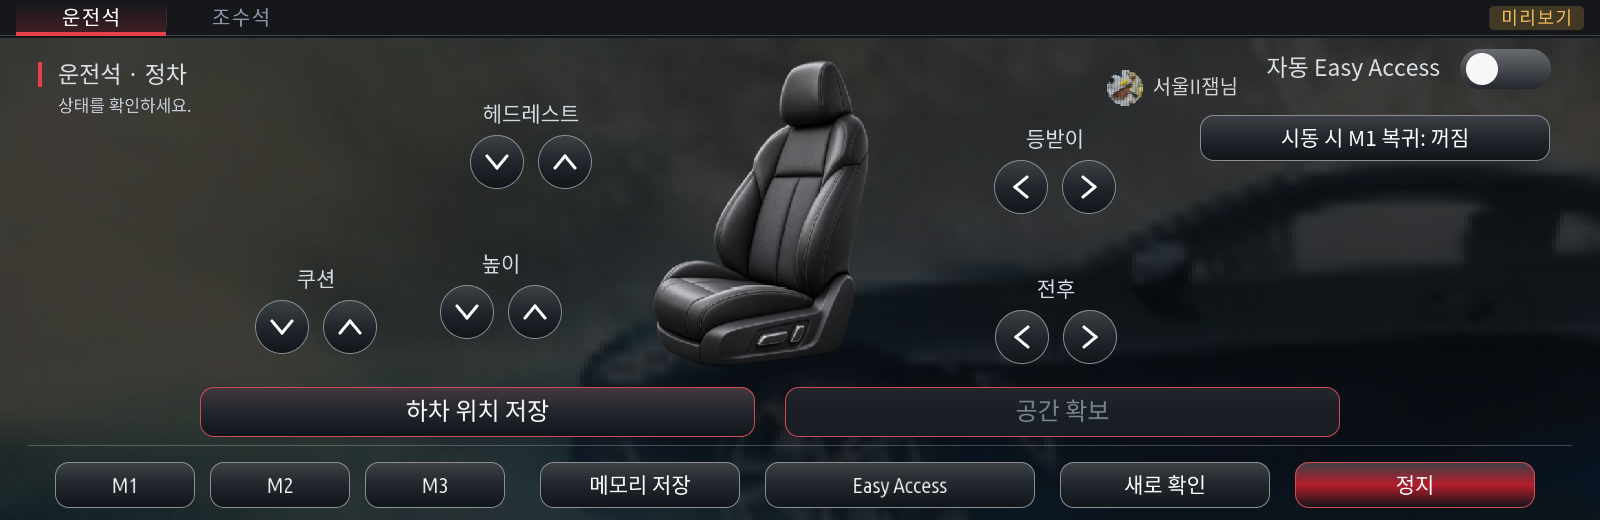 운전석
조수석
미리보기
운전석 · 정차
상태를 확인하세요.
서울II잼님
자동 Easy Access
시동 시 M1 복귀: 꺼짐
헤드레스트
등받이
높이
쿠션
전후
하차 위치 저장
공간 확보
M1
M2
M3
메모리 저장
Easy Access
새로 확인
정지